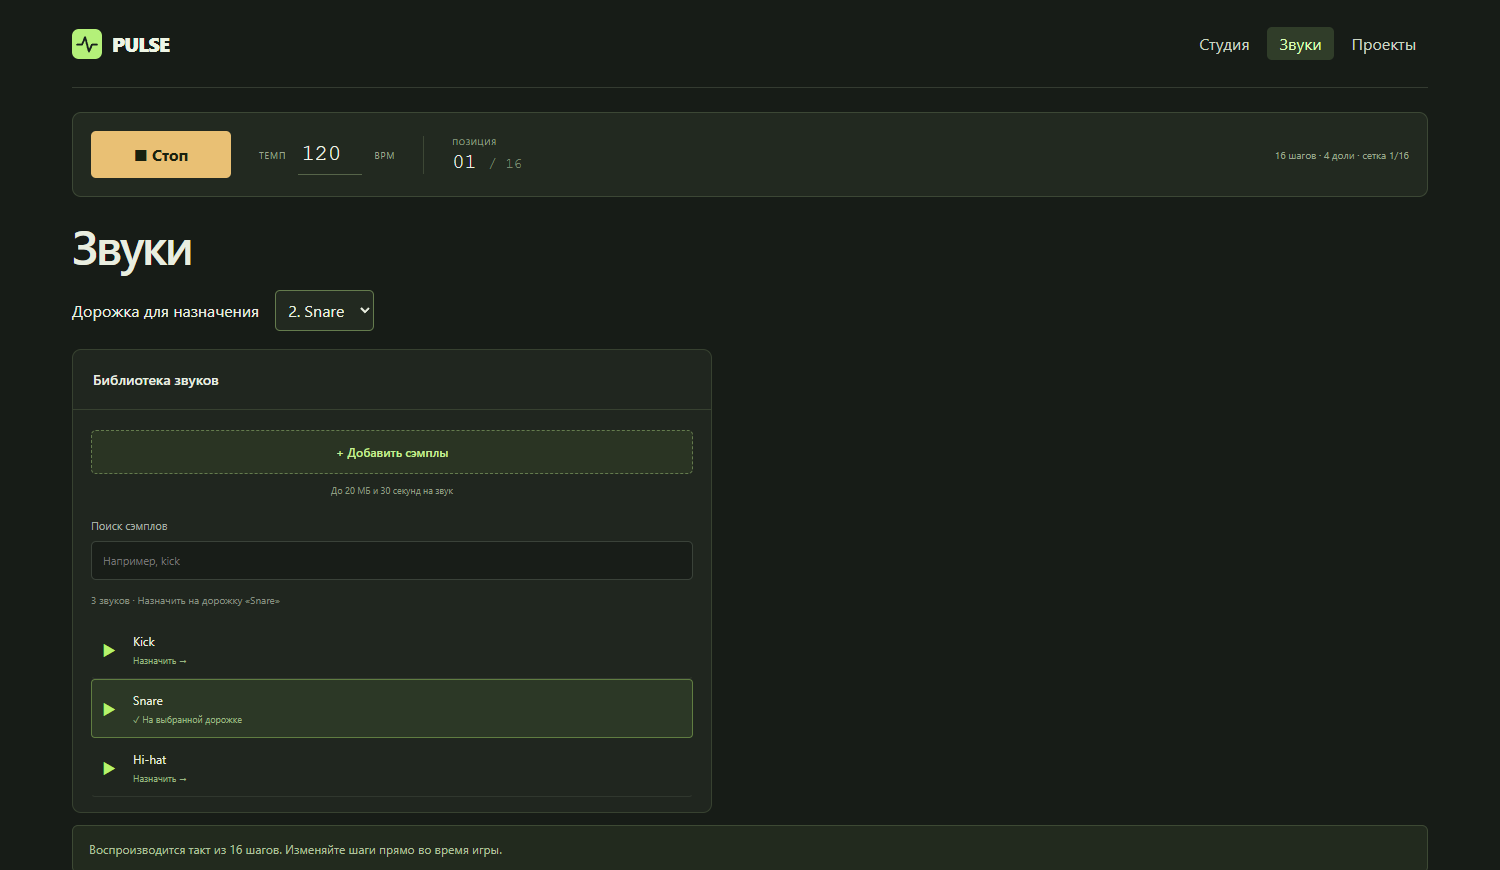 PULSE
Студия
Звуки
Проекты
■ Стоп
ТЕМП 120 BPM
ПОЗИЦИЯ
01 / 16
16 шагов · 4 доли · сетка 1/16
Звуки
Дорожка для назначения 2. Snare
Библиотека звуков
+ Добавить сэмплы
До 20 МБ и 30 секунд на звук
Поиск сэмплов
Например, kick
3 звуков · Назначить на дорожку «Snare»
Kick
Назначить →
Snare
✓ На выбранной дорожке
Hi-hat
Назначить →
Воспроизводится такт из 16 шагов. Изменяйте шаги прямо во время игры.